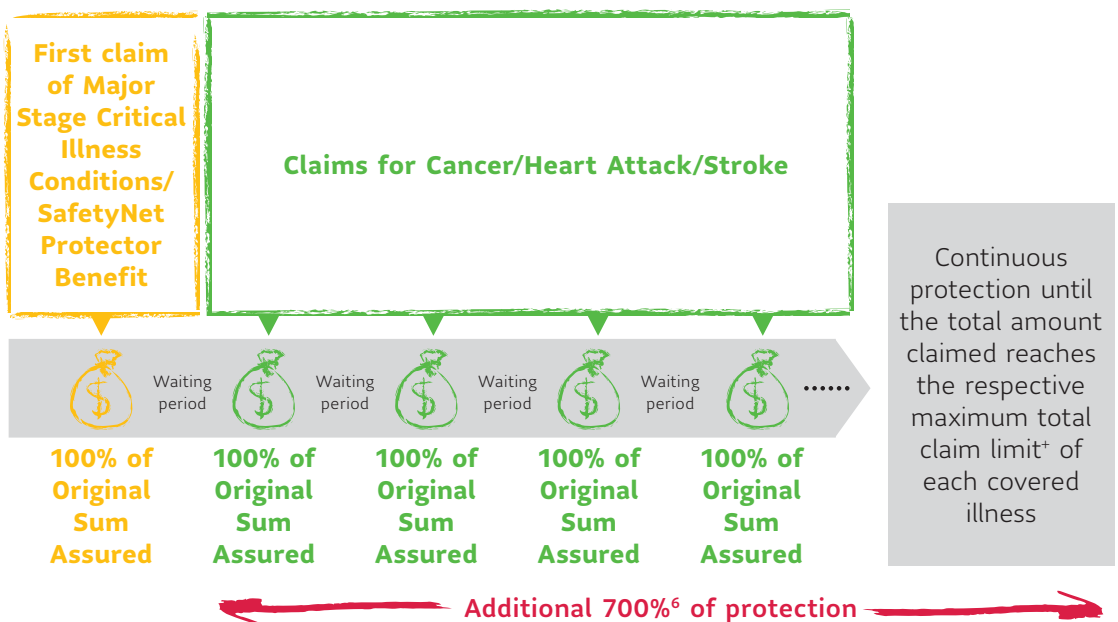 First claim
of Major
Stage Critical
Illness
Conditions/
SafetyNet
Protector
Benefit
Claims for Cancer/Heart Attack/Stroke
$
Waiting
period
$
Waiting
period
$
Waiting
period
$
Waiting
period
$
......
100% of
Original
Sum
Assured
100% of
Original
Sum
Assured
100% of
Original
Sum
Assured
100% of
Original
Sum
Assured
100% of
Original
Sum
Assured
Continuous
protection until
the total amount
claimed reaches
the respective
maximum total
claim limit⁺ of
each covered
illness
Additional 700%⁶ of protection